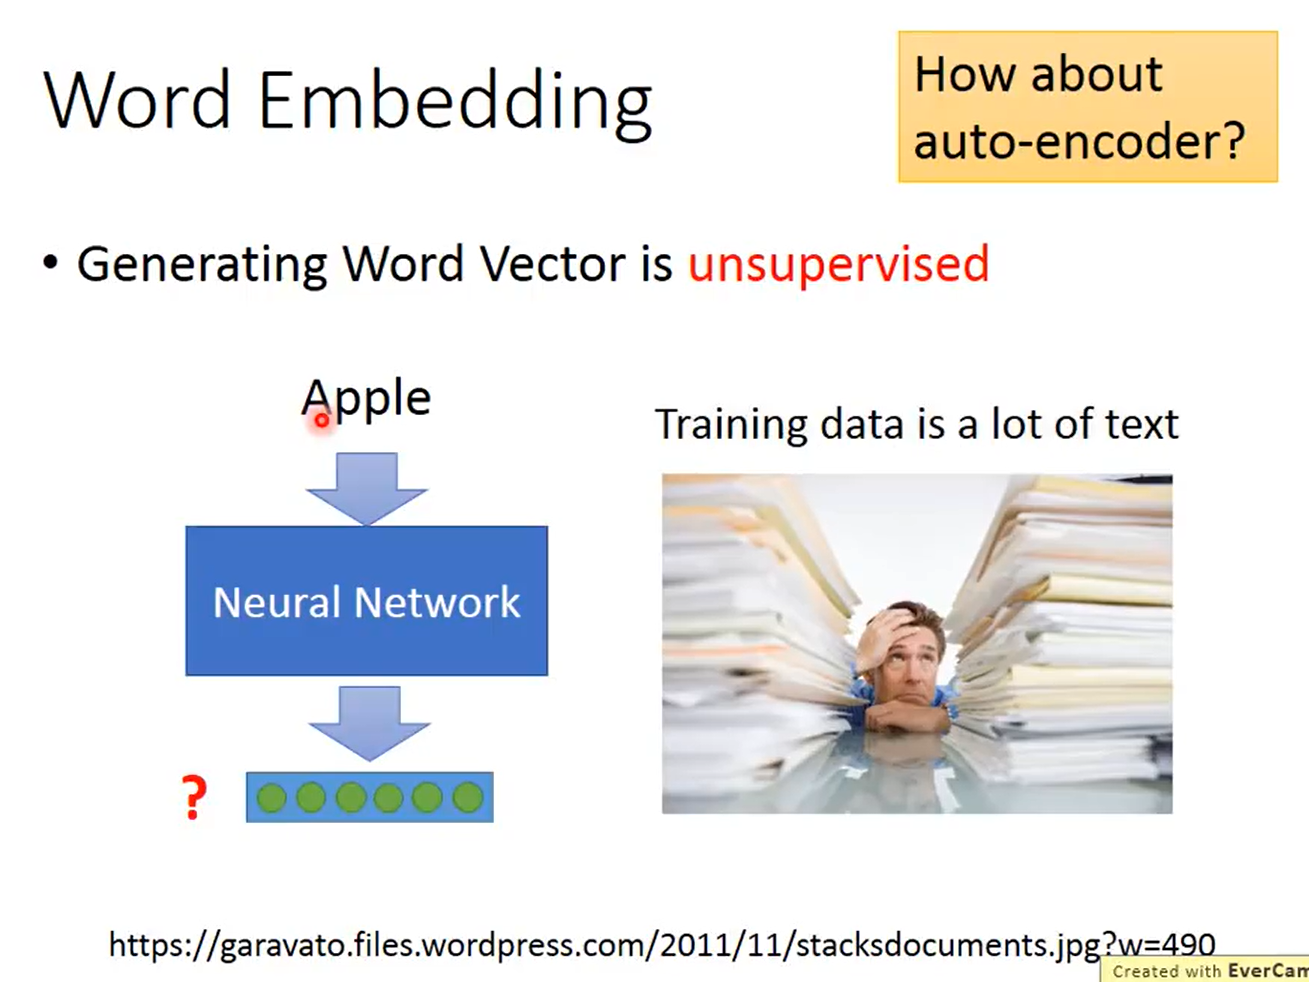 Word Embedding
How about
auto-encoder?
• Generating Word Vector is unsupervised
Apple
Training data is a lot of text
Neural Network
?
https://garavato.files.wordpress.com/2011/11/stacksdocuments.jpg?w=490
Created with EverCam